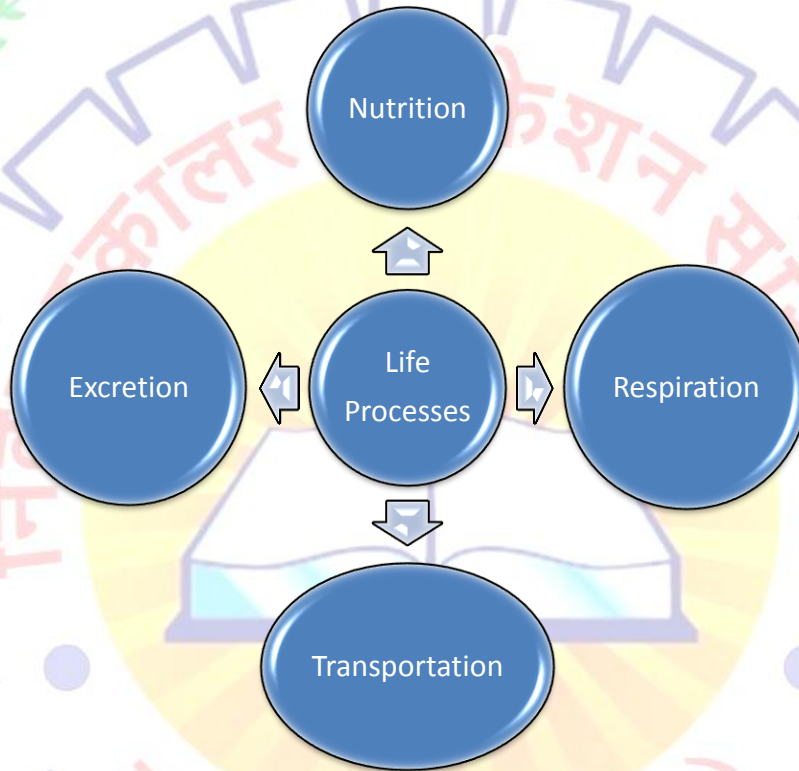 Nutrition
Excretion
Life
Processes
Respiration
Transportation